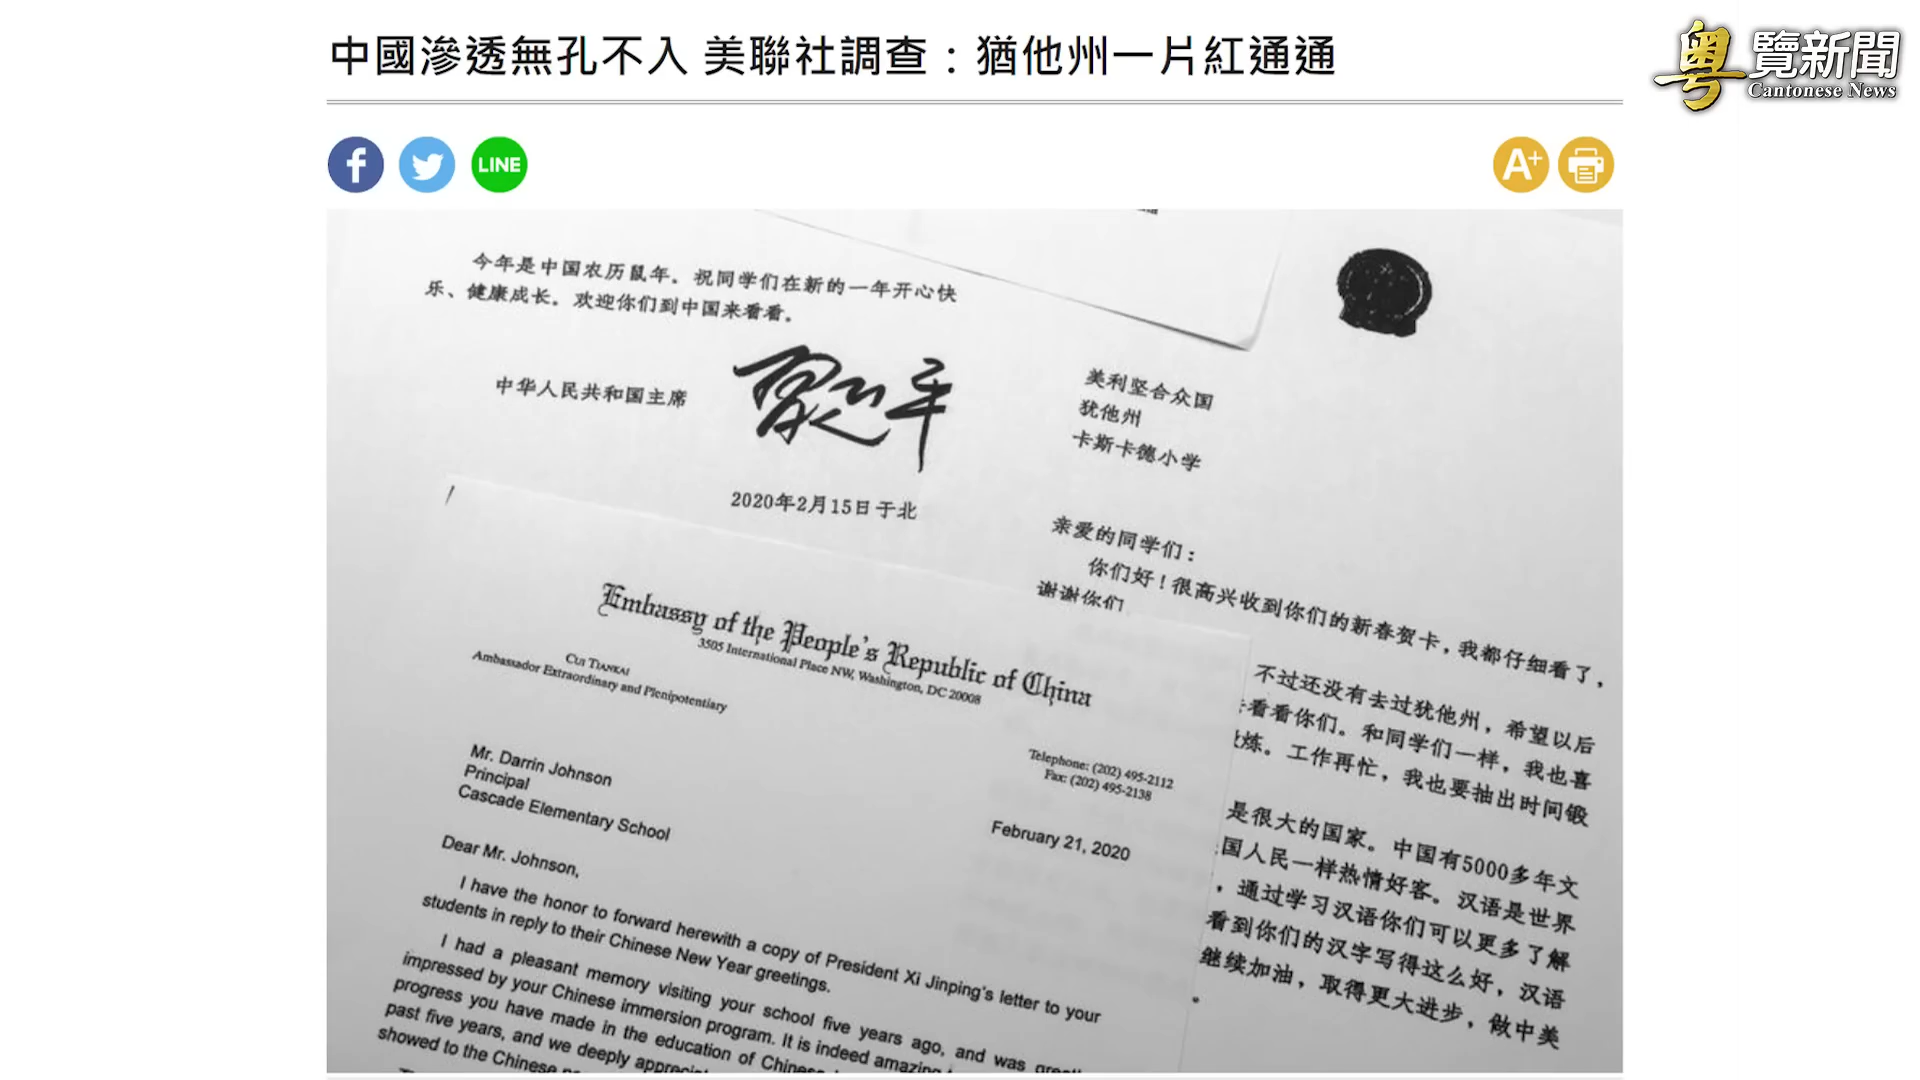 中國滲透無孔不入 美聯社調查：猶他州一片紅通通
粵覽新聞
Cantonese News
f
LINE
A+
今年是中国农历鼠年。祝同学们在新的一年开心快
乐、健康成长。欢迎你们到中国来看看。
中华人民共和国主席
2020年2月15日于北
美利坚合众国
犹他州
卡斯卡德小学
亲爱的同学们：
你们好！很高兴收到你们的新春贺卡，我都仔细看了，
谢谢你们
不过还没有去过犹他州，希望以后
看看你们。和同学们一样，我也喜
炼。工作再忙，我也要抽出时间锻
是很大的国家。中国有5000多年文
国人民一样热情好客。汉语是世界
，通过学习汉语你们可以更多了解
看到你们的汉字写得这么好，汉语
继续加油，取得更大进步，做中美
。
Embassy of the People's Republic of China
3505 International Place NW, Washington, DC 20008
Cui Tiankai
Ambassador Extraordinary and Plenipotentiary
Telephone: (202) 495-2112
Fax: (202) 495-2138
Mr. Darrin Johnson
Principal
Cascade Elementary School
February 21, 2020
Dear Mr. Johnson,
I have the honor to forward herewith a copy of President Xi Jinping's letter to your
students in reply to their Chinese New Year greetings.
I had a pleasant memory visiting your school five years ago, and was
impressed by your Chinese immersion program. It is indeed amazing
progress you have made in the education of
past five years, and we deeply
showed to the Chinese